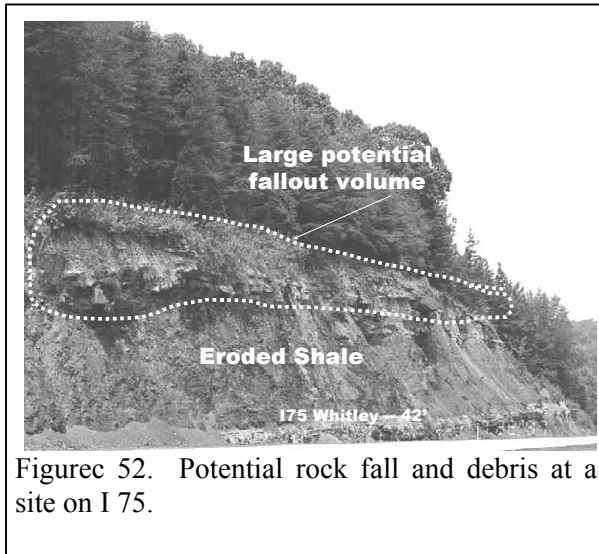 Large potential
fallout volume
Eroded Shale
I75 Whitley – 42'
Figurec 52. Potential rock fall and debris at a
site on I 75.